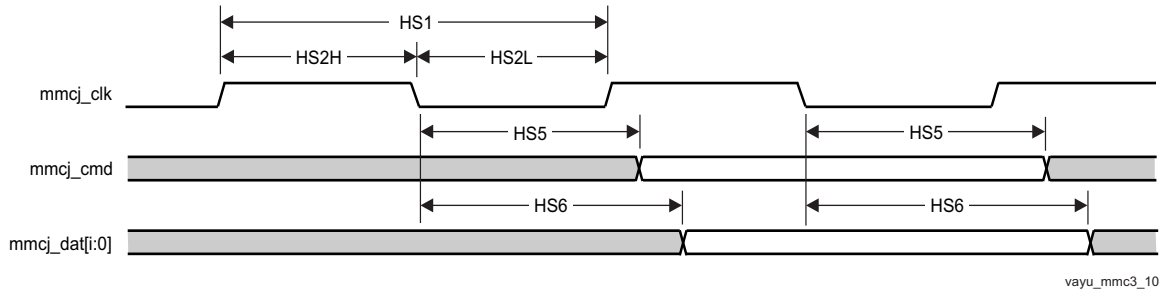 HS1
HS2H HS2L
mmcj_clk
HS5 HS5
mmcj_cmd
HS6 HS6
mmcj_dat[i:0]
vayu_mmc3_10